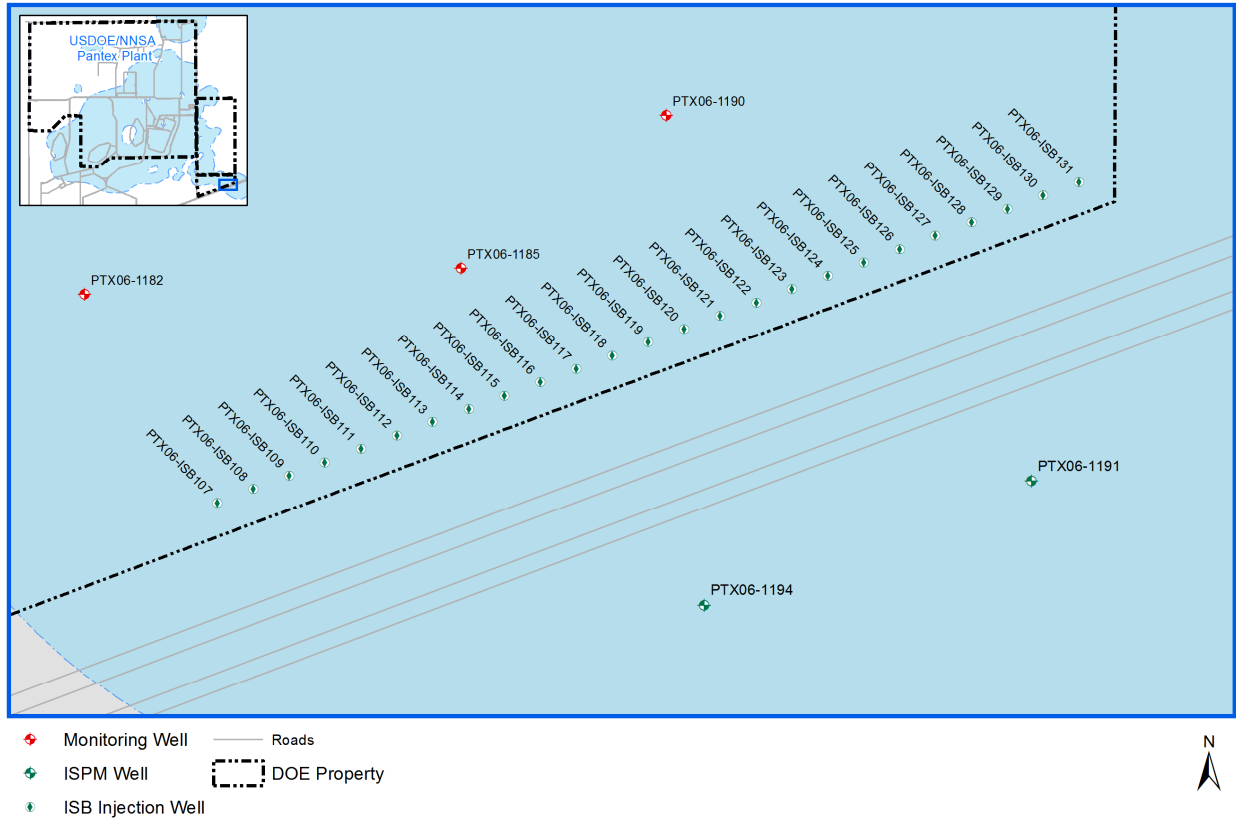 USDOE/NNSA
Pantex Plant
PTX06-1190
PTX06-ISB131
PTX06-ISB130
PTX06-ISB129
PTX06-ISB128
PTX06-ISB127
PTX06-ISB126
PTX06-ISB125
PTX06-ISB124
PTX06-ISB123
PTX06-ISB122
PTX06-ISB121
PTX06-ISB120
PTX06-ISB119
PTX06-ISB118
PTX06-ISB117
PTX06-ISB116
PTX06-ISB115
PTX06-ISB114
PTX06-ISB113
PTX06-ISB112
PTX06-ISB111
PTX06-ISB110
PTX06-ISB109
PTX06-ISB108
PTX06-ISB107
PTX06-1185
PTX06-1182
PTX06-1191
PTX06-1194
Monitoring Well
Roads
ISPM Well
DOE Property
ISB Injection Well
N